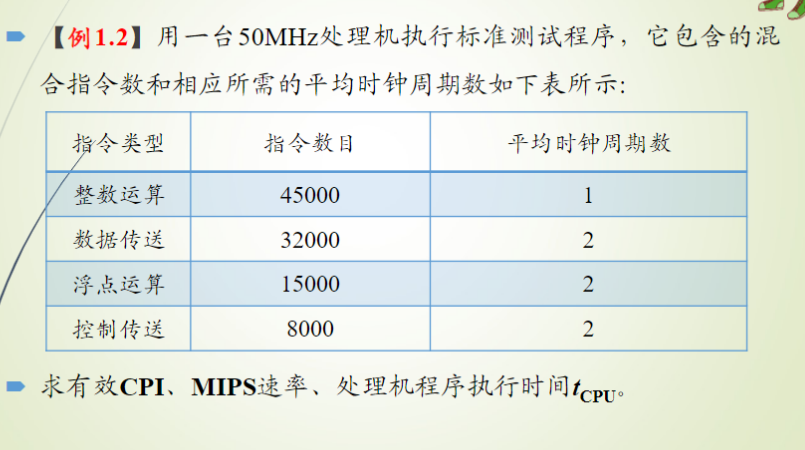 【例1.2】用一台50MHz处理机执行标准测试程序，它包含的混
合指令数和相应所需的平均时钟周期数如下表所示:
指令类型 指令数目 平均时钟周期数
整数运算 45000 1
数据传送 32000 2
浮点运算 15000 2
控制传送 8000 2
求有效CPI、MIPS速率、处理机程序执行时间tCPU。